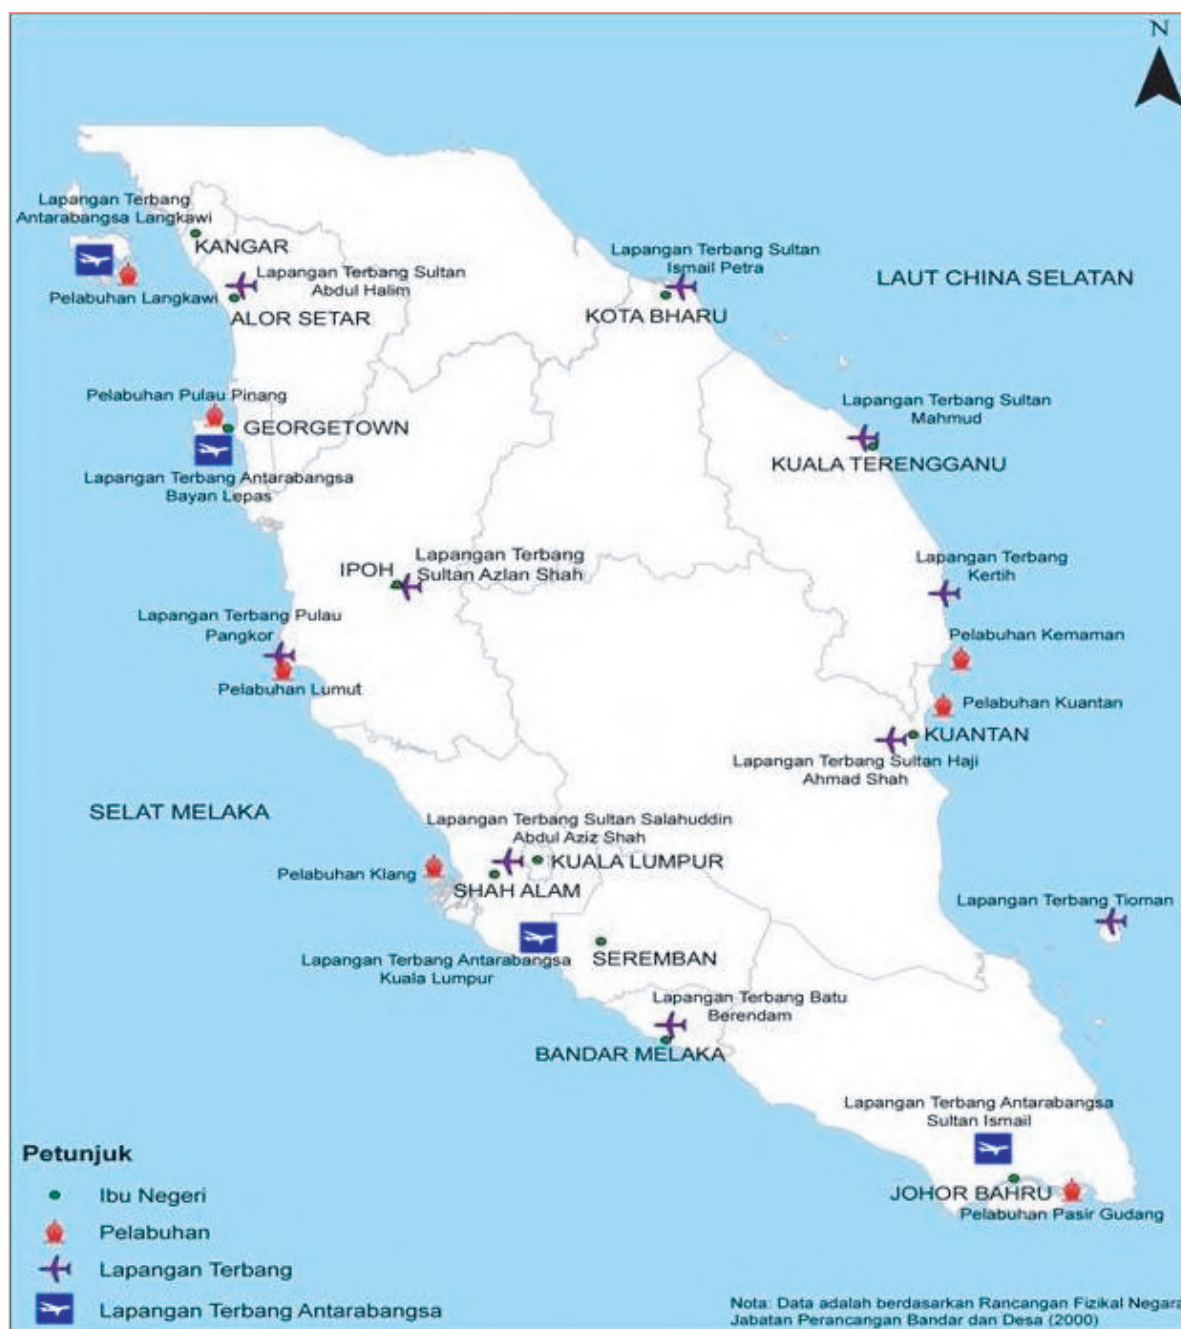 N
Lapangan Terbang
Antarabangsa Langkawi
KANGAR
Lapangan Terbang Sultan
Abdul Halim
Pelabuhan Langkawi
ALOR SETAR
Lapangan Terbang Sultan
Ismail Petra
KOTA BHARU
LAUT CHINA SELATAN
Pelabuhan Pulau Pinang
GEORGETOWN
Lapangan Terbang Antarabangsa
Bayan Lepas
Lapangan Terbang Sultan
Mahmud
KUALA TERENGGANU
IPOH
Lapangan Terbang
Sultan Azlan Shah
Lapangan Terbang
Kertih
Lapangan Terbang Pulau
Pangkor
Pelabuhan Lumut
Pelabuhan Kemaman
Pelabuhan Kuantan
KUANTAN
Lapangan Terbang Sultan Haji
Ahmad Shah
SELAT MELAKA
Lapangan Terbang Sultan Salahuddin
Abdul Aziz Shah
KUALA LUMPUR
Pelabuhan Klang
SHAH ALAM
Lapangan Terbang Tioman
Lapangan Terbang Antarabangsa
Kuala Lumpur
SEREMBAN
Lapangan Terbang Batu
Berendam
BANDAR MELAKA
Lapangan Terbang Antarabangsa
Sultan Ismail
JOHOR BAHRU
Pelabuhan Pasir Gudang
Petunjuk
Ibu Negeri
Pelabuhan
Lapangan Terbang
Lapangan Terbang Antarabangsa
Nota: Data adalah berdasarkan Rancangan Fizikal Negara
Jabatan Perancangan Bandar dan Desa (2000)